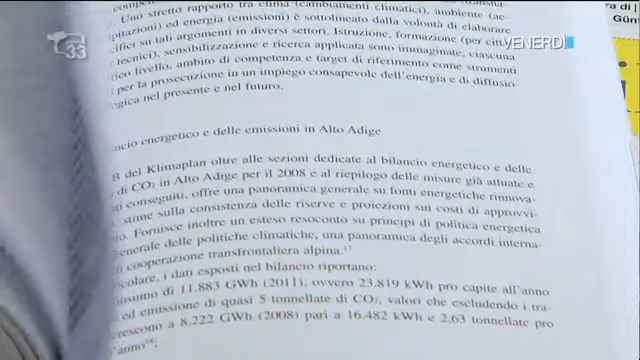 Uno stretto rapporto tra clima (cambiamenti climatici), ambiente (ac-
ed energia (emissioni) è sottolineato dalla volontà di elaborare
su tali argomenti in diversi settori. Istruzione, formazione (per
tecnici), sensibilizzazione e ricerca applicata sono immaginate, ciascuna
livello, ambito di competenza e target di riferimento come strumenti
per la prosecuzione in un impiego consapevole dell'energia e di diffusio-
nel presente e nel futuro.
energetico e delle emissioni in Alto Adige
del Klimaplan oltre alle sezioni dedicate al bilancio energetico e delle
di CO₂ in Alto Adige per il 2008 e al riepilogo delle misure già attuate e
conseguiti, offre una panoramica generale su fonti energetiche rinnova-
stime sulla consistenza delle riserve e proiezioni sui costi di approvvi-
Fornisce inoltre un esteso resoconto su principi di politica energetica
delle politiche climatiche, una panoramica degli accordi interna-
cooperazione transfrontaliera alpina.¹⁷
i dati esposti nel bilancio riportano:
di 11.883 GWh (2011), ovvero 23.819 kWh pro capite all'anno
ed emissione di quasi 5 tonnellate di CO₂, valori che escludendo i tra-
a 8.222 GWh (2008) pari a 16.482 kWh e 2,63 tonnellate pro
33
VENERDÌ